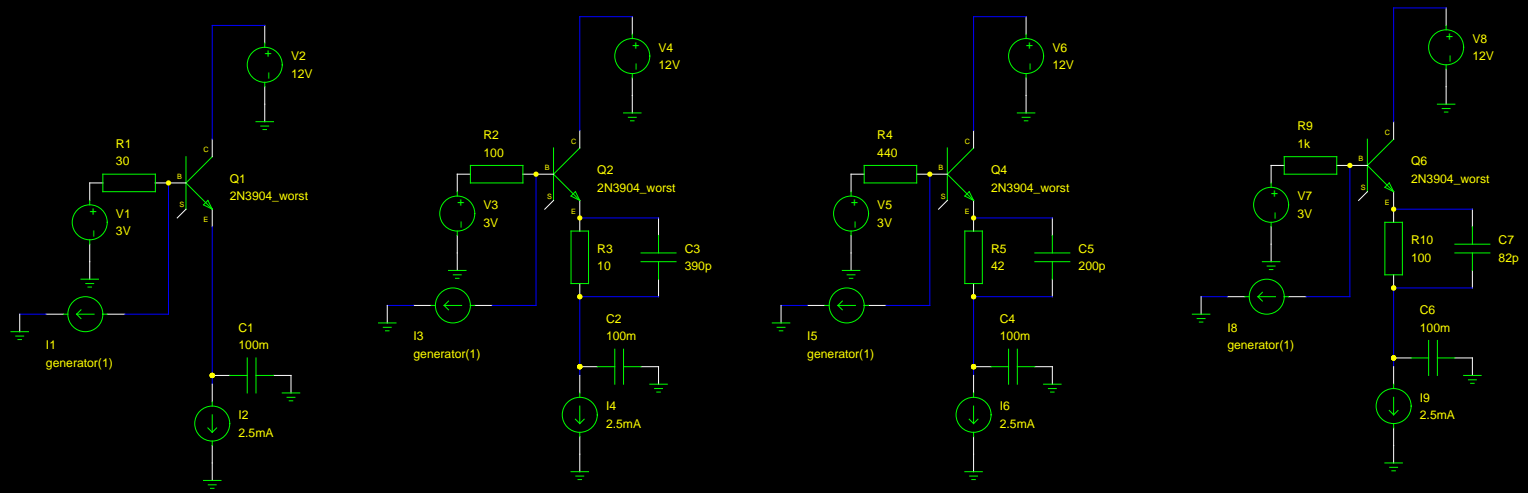 V2
12V
R1
30
C
B
Q1
2N3904_worst
S
E
V1
3V
I1
generator(1)
C1
100m
I2
2.5mA
V4
12V
R2
100
C
B
Q2
2N3904_worst
S
E
V3
3V
R3
10
C3
390p
I3
generator(1)
C2
100m
I4
2.5mA
V6
12V
R4
440
C
B
Q4
2N3904_worst
S
E
V5
3V
R5
42
C5
200p
I5
generator(1)
C4
100m
I6
2.5mA
V8
12V
R9
1k
C
B
Q6
2N3904_worst
S
E
V7
3V
R10
100
C7
82p
I8
generator(1)
C6
100m
I9
2.5mA